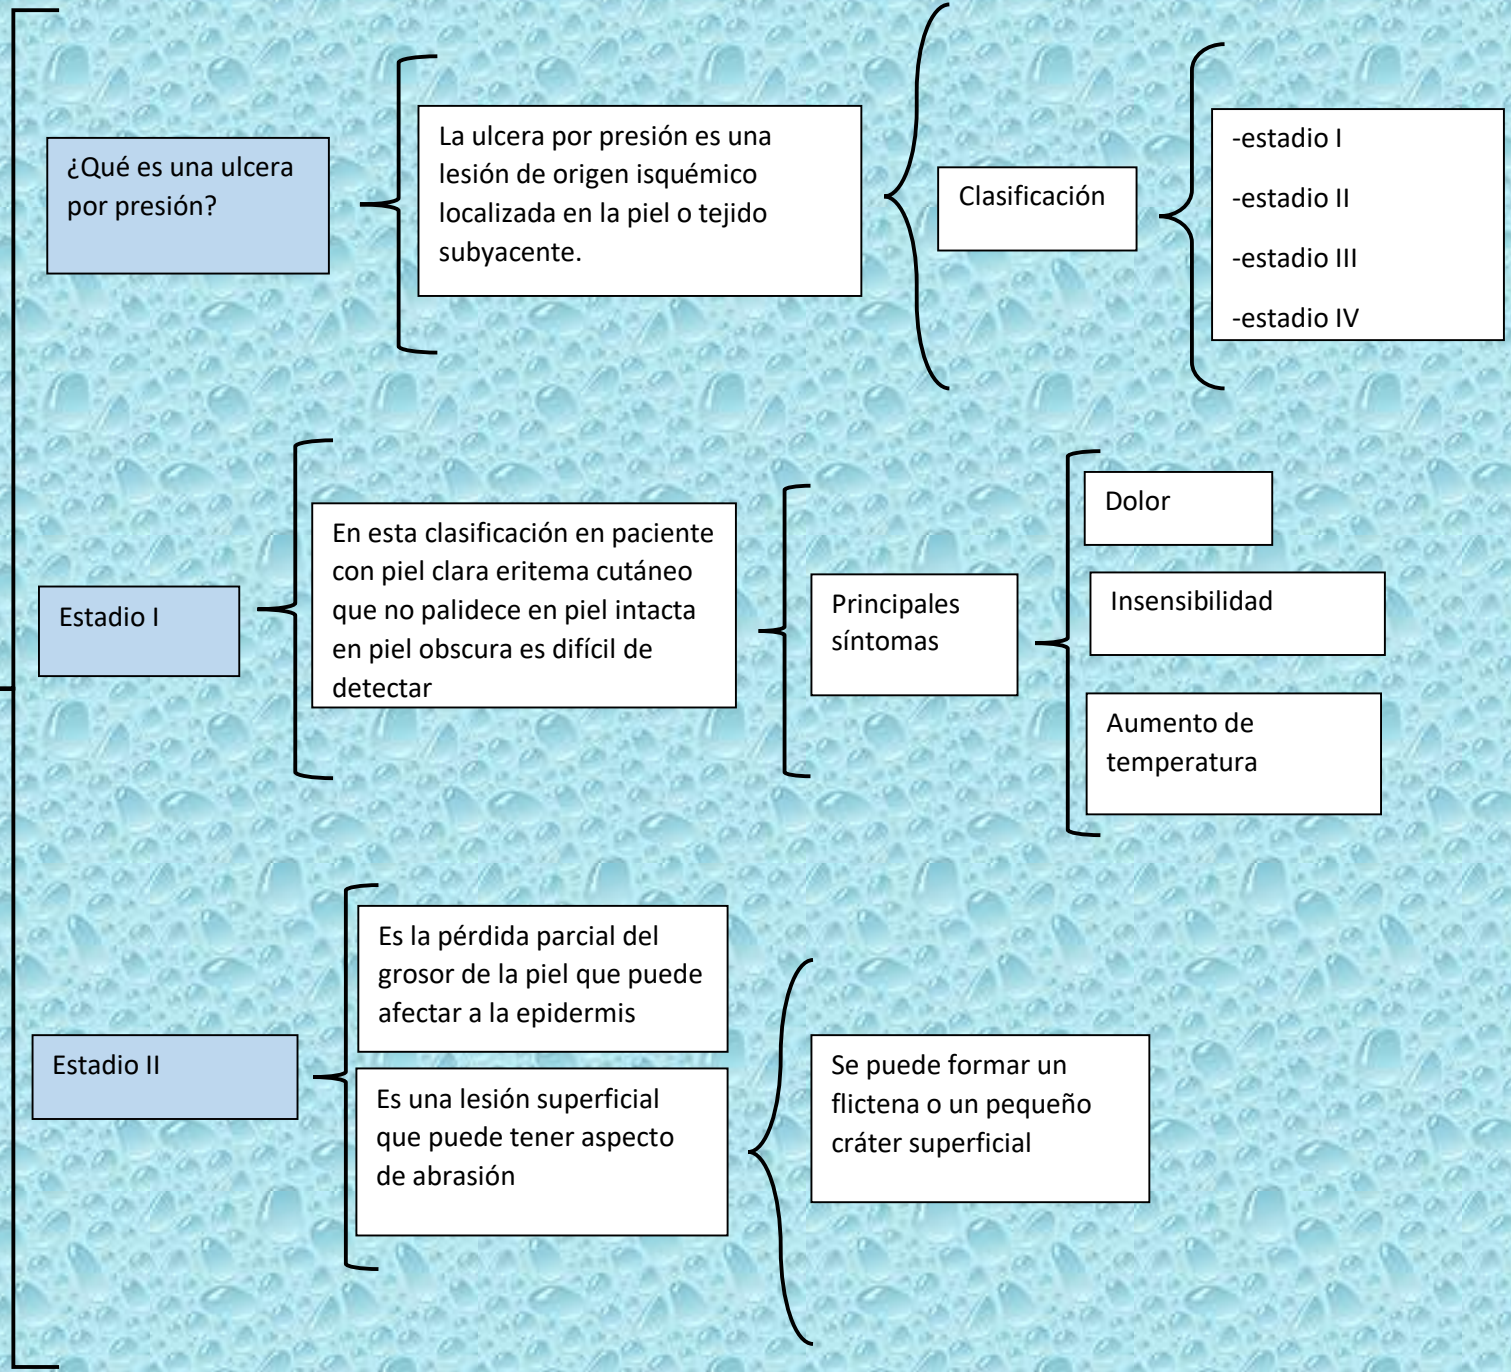 ¿Qué es una ulcera
por presión?
La ulcera por presión es una
lesión de origen isquémico
localizada en la piel o tejido
subyacente.
Clasificación
-estadio I
-estadio II
-estadio III
-estadio IV
Estadio I
En esta clasificación en paciente
con piel clara eritema cutáneo
que no palidece en piel intacta
en piel obscura es difícil de
detectar
Principales
síntomas
Dolor
Insensibilidad
Aumento de
temperatura
Estadio II
Es la pérdida parcial del
grosor de la piel que puede
afectar a la epidermis
Es una lesión superficial
que puede tener aspecto
de abrasión
Se puede formar un
flictena o un pequeño
cráter superficial